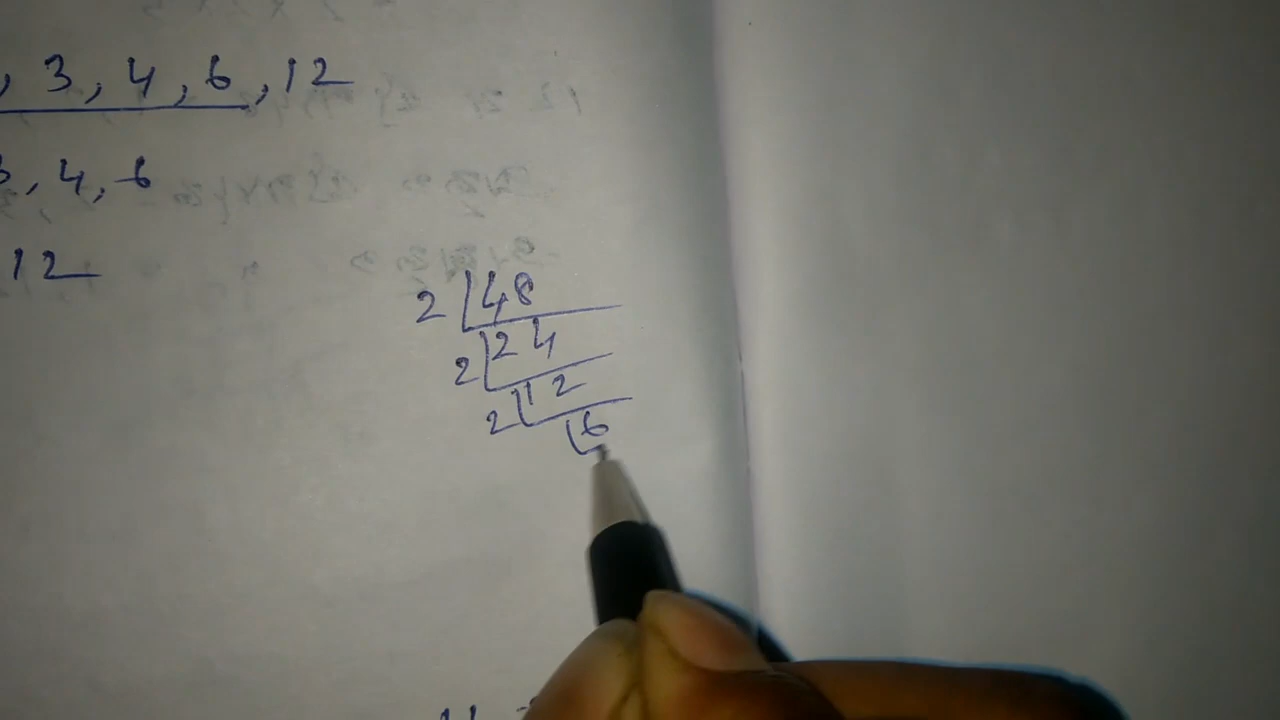 , 3, 4, 6, 12
, 4, 6
12
2 48
2 24
2 12
6